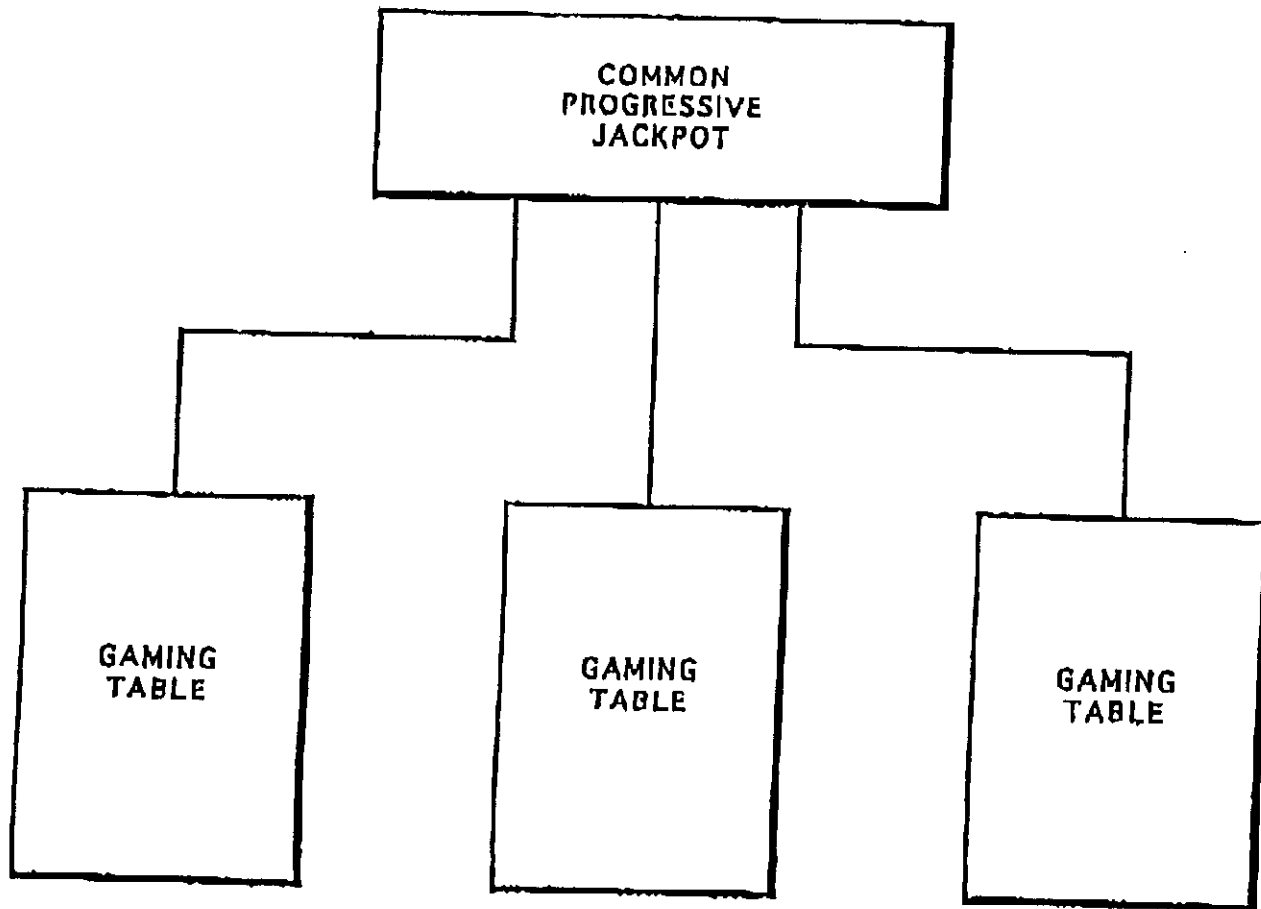 COMMON
PROGRESSIVE
JACKPOT
GAMING
TABLE
GAMING
TABLE
GAMING
TABLE